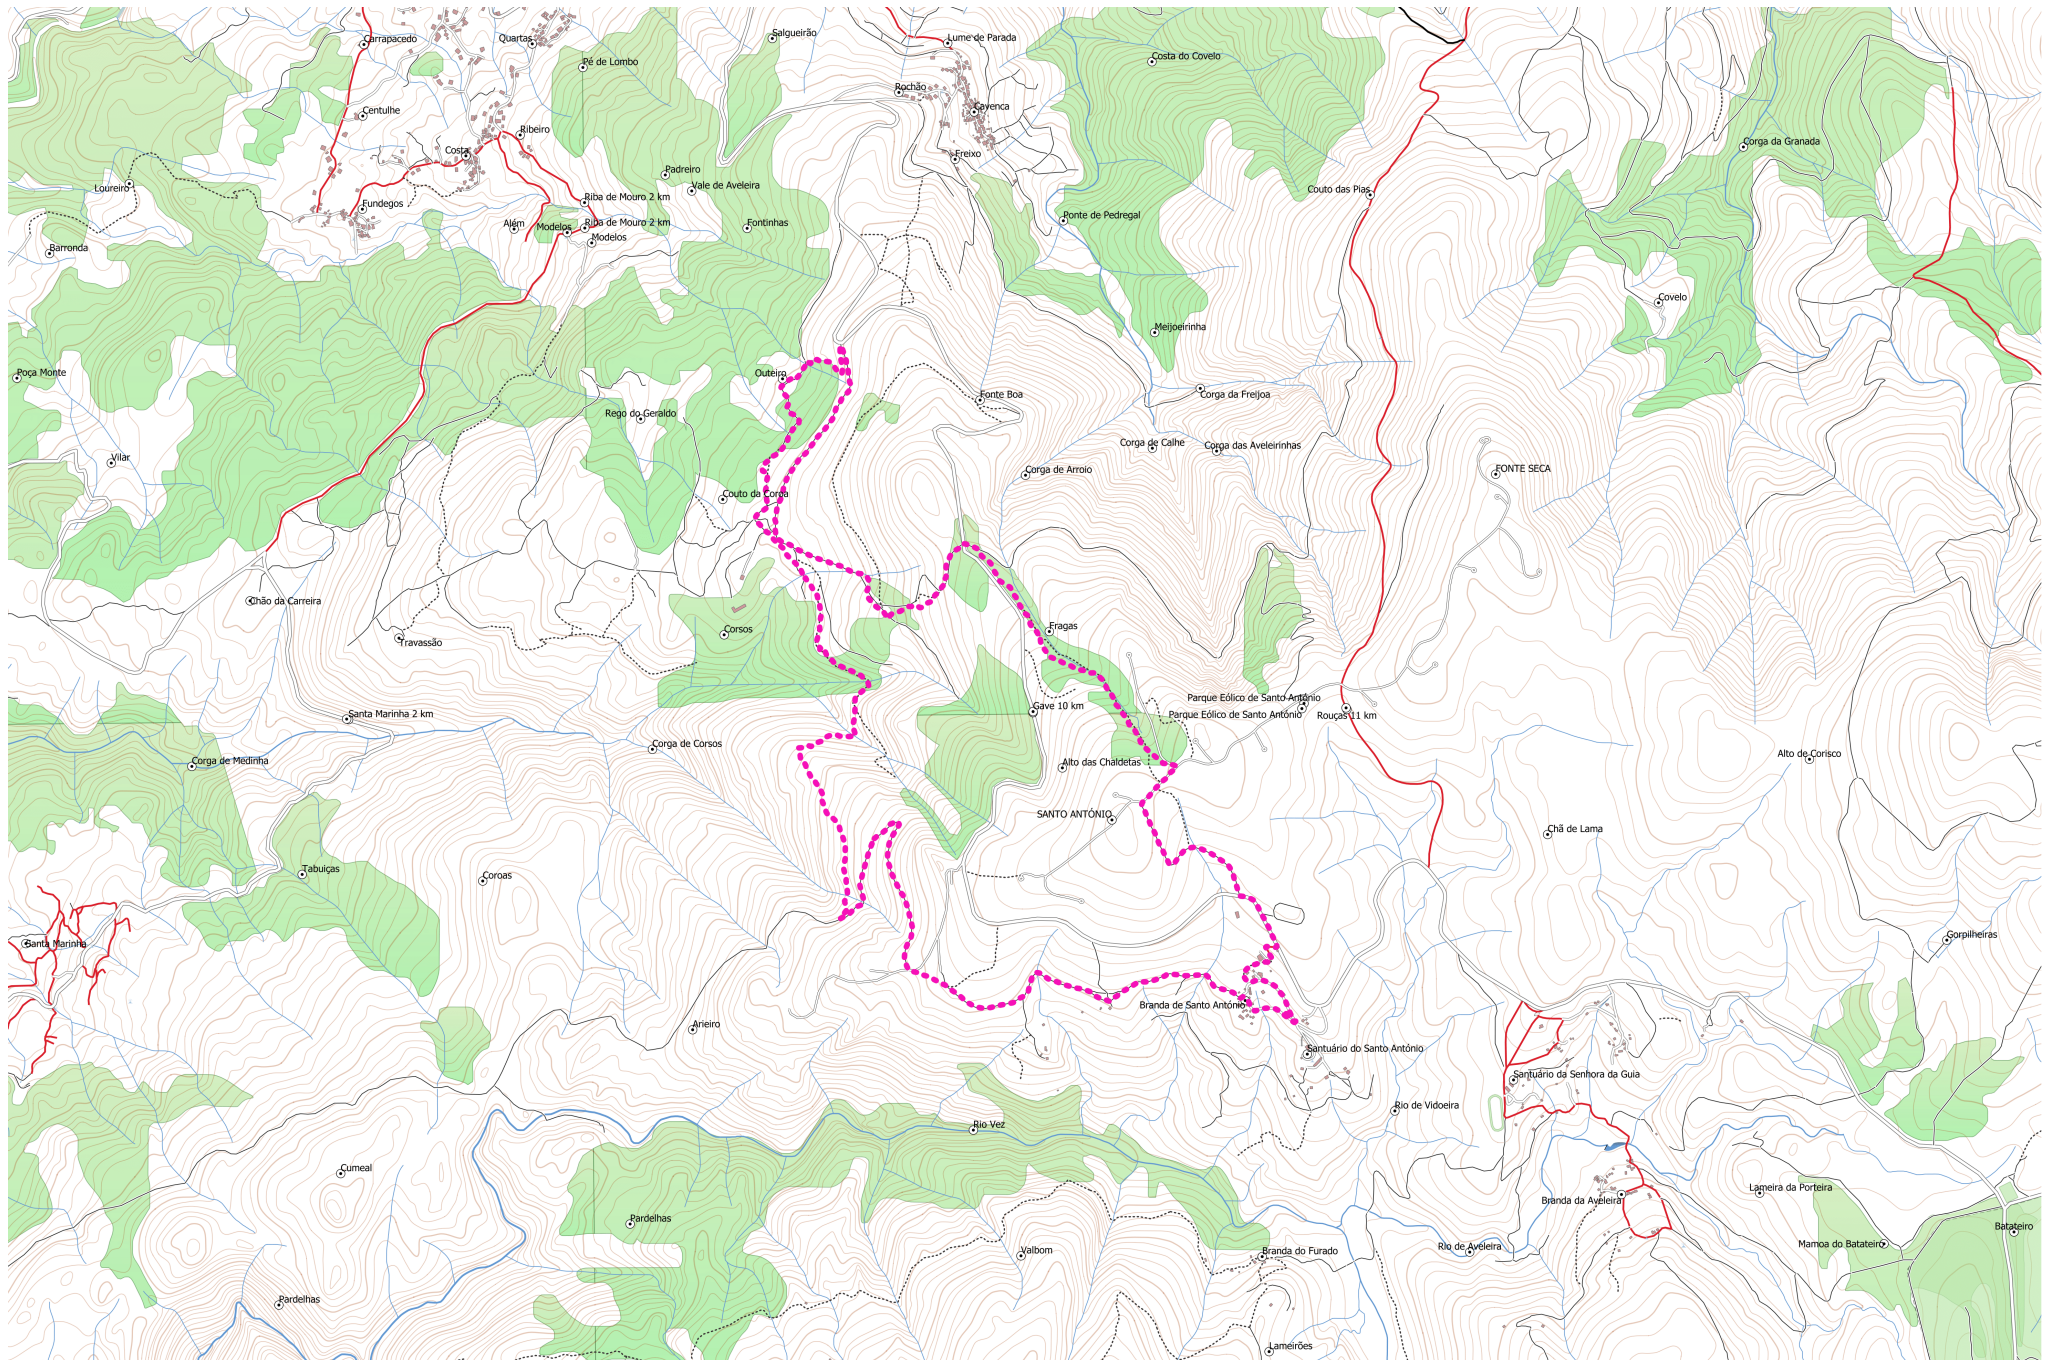 Carrapacedo
Quartas
Salgueirão
Lume de Parada
Pé de Lombo
Costa do Covelo
Rochão
Cavenca
Centulhe
Ribeiro
Corga da Granada
Costa
Freixo
Padreiro
Vale de Aveleira
Loureiro
Couto das Pias
Riba de Mouro 2 km
Fundegos
Ponte de Pedregal
Além
Modelos
Riba de Mouro 2 km
Fontinhas
Modelos
Barronda
Covelo
Meijoeirinha
Poça Monte
Outeiro
Fonte Boa
Corga da Freijoa
Rego do Geraldo
Corga de Calhe
Corga das Aveleirinhas
Vilar
Corga de Arroio
FONTE SECA
Couto da Coroa
Chão da Carreira
Corsos
Fragas
Travassão
Parque Eólico de Santo António
Gave 10 km
Parque Eólico de Santo António
Rouças 11 km
Santa Marinha 2 km
Corga de Corsos
Corga de Medinha
Alto das Chaldetas
Alto de Corisco
SANTO ANTÓNIO
Chã de Lama
Tabuiças
Coroas
Santa Marinha
Gorpilheiras
Branda de Santo António
Arieiro
Santuário do Santo António
Santuário da Senhora da Guia
Rio de Vidoeira
Rio Vez
Cumeal
Lameira da Porteira
Branda da Aveleira
Pardelhas
Batateiro
Mamoa do Batateiro
Rio de Aveleira
Valbom
Branda do Furado
Pardelhas
Lameirões